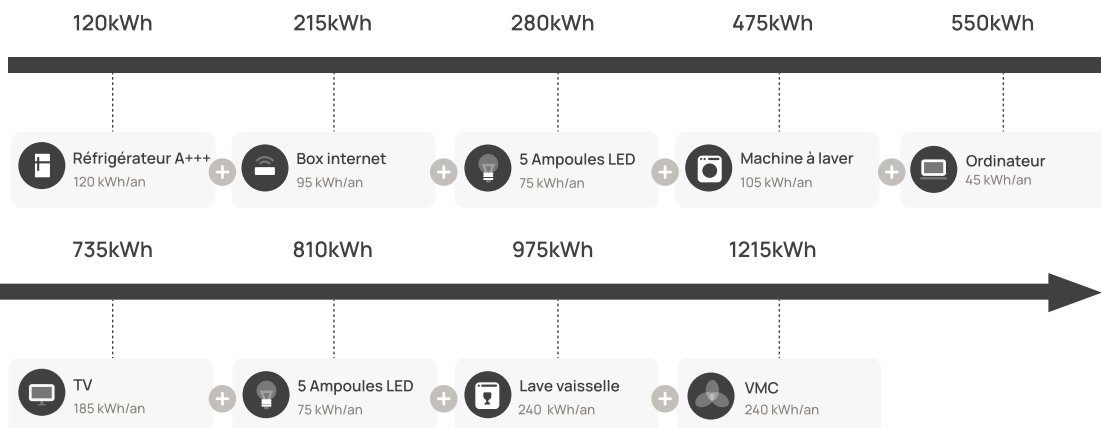 120kWh 215kWh 280kWh 475kWh 550kWh
Réfrigérateur A+++
120 kWh/an
Box internet
95 kWh/an
5 Ampoules LED
75 kWh/an
Machine à laver
105 kWh/an
Ordinateur
45 kWh/an
735kWh 810kWh 975kWh 1215kWh
TV
185 kWh/an
5 Ampoules LED
75 kWh/an
Lave vaisselle
240 kWh/an
VMC
240 kWh/an